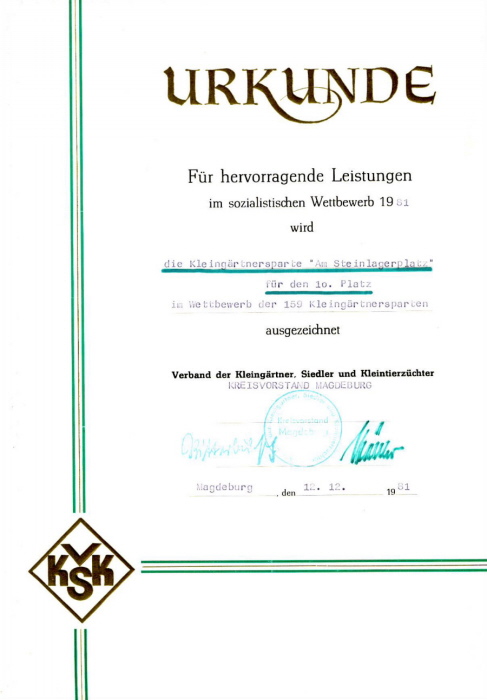 URKUNDE
Für hervorragende Leistungen
im sozialistischen Wettbewerb 1981
wird
die Kleingärtnersparte "Am Steinlagerplatz"
für den 10. Platz
im Wettbewerb der 159 Kleingärtnersparten
ausgezeichnet
Verband der Kleingärtner, Siedler und Kleintierzüchter
KREISVORSTAND MAGDEBURG
Kreisvorstand
Magdeburg
Magdeburg, den 12. 12. 1981
VKSK